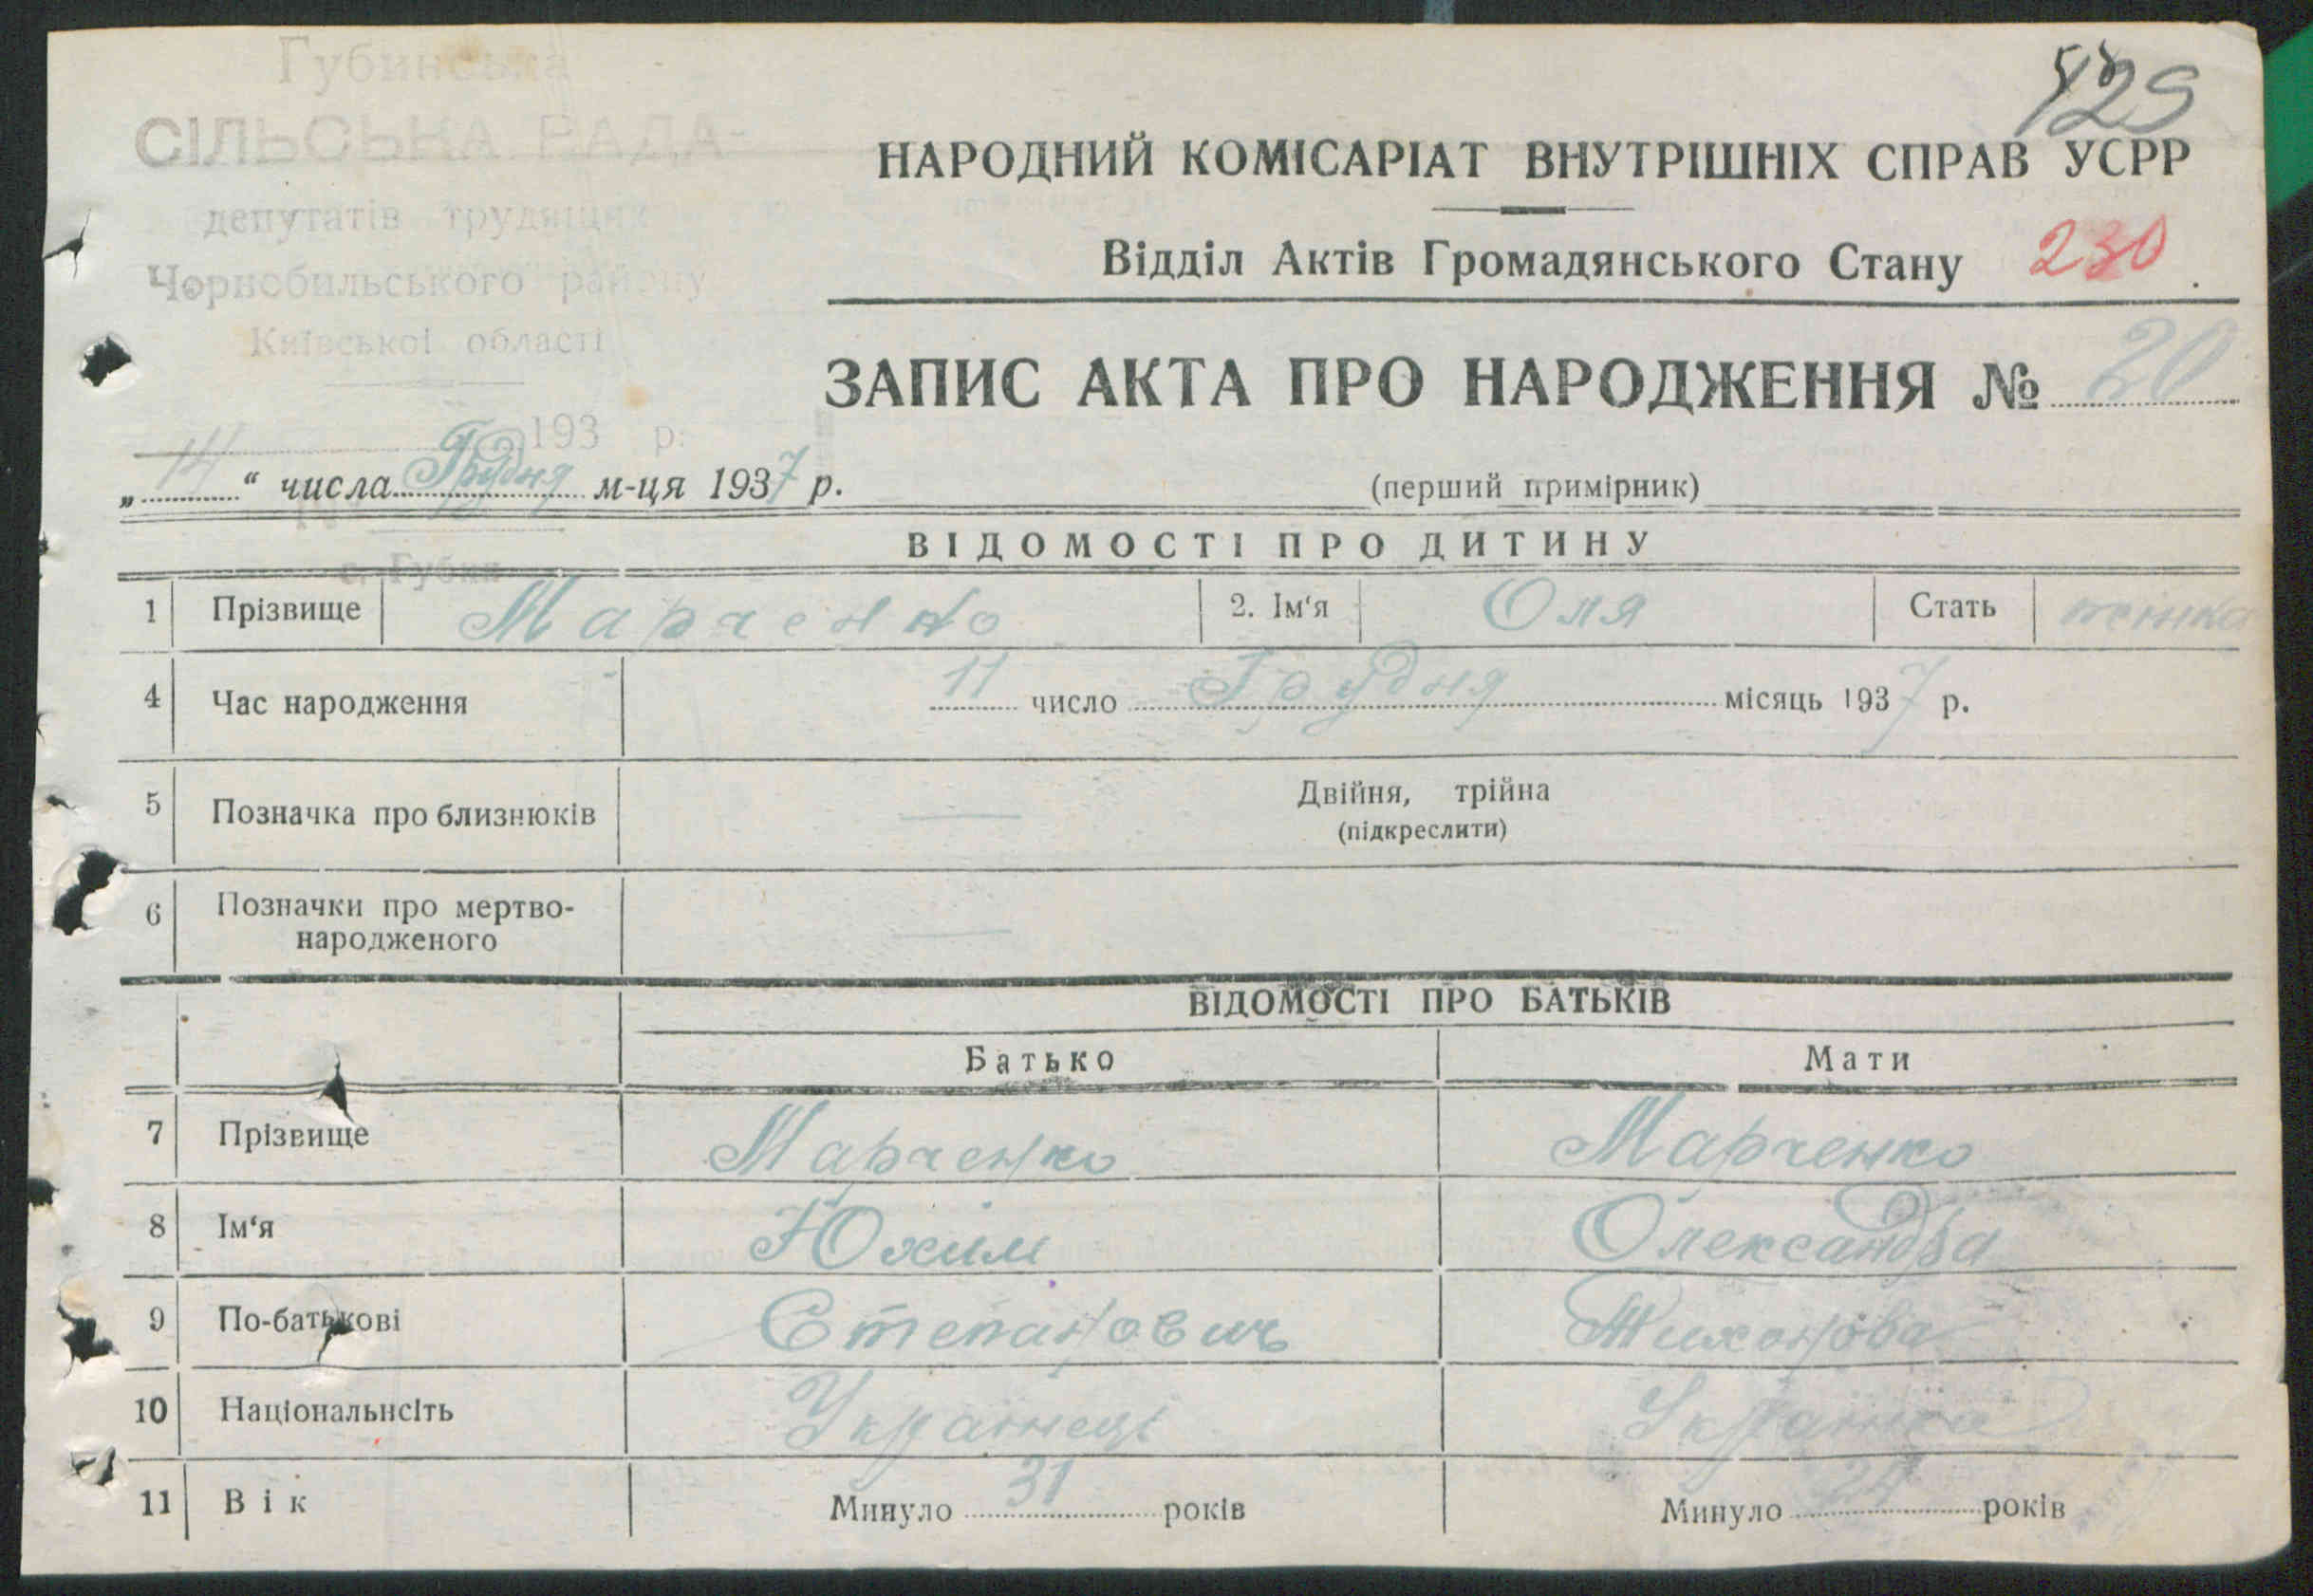 Губинська
СІЛЬСЬКА РАДА
депутатів трудящих
Чорнобильського району
Київської області
193 р.
с. Губин
129
НАРОДНИЙ КОМІСАРІАТ ВНУТРІШНІХ СПРАВ УСРР
Відділ Актів Громадянського Стану 230
ЗАПИС АКТА ПРО НАРОДЖЕННЯ № 20
„14“ числа Грудня м-ця 1937 р.
(перший примірник)
ВІДОМОСТІ ПРО ДИТИНУ
1 Прізвище Марченко 2. Ім‘я Оля Стать жінка
4 Час народження 11 число Грудня місяць 1937 р.
5 Позначка про близнюків — Двійня, трійна
(підкреслити)
6 Позначки про мертво-
народженого —
ВІДОМОСТІ ПРО БАТЬКІВ
Батько Мати
7 Прізвище Марченко Марченко
8 Ім‘я Юхим Олександра
9 По-батькові Степанович Тихонова
10 Національнсіть Українець Українка
11 Вік Минуло 31 років Минуло років